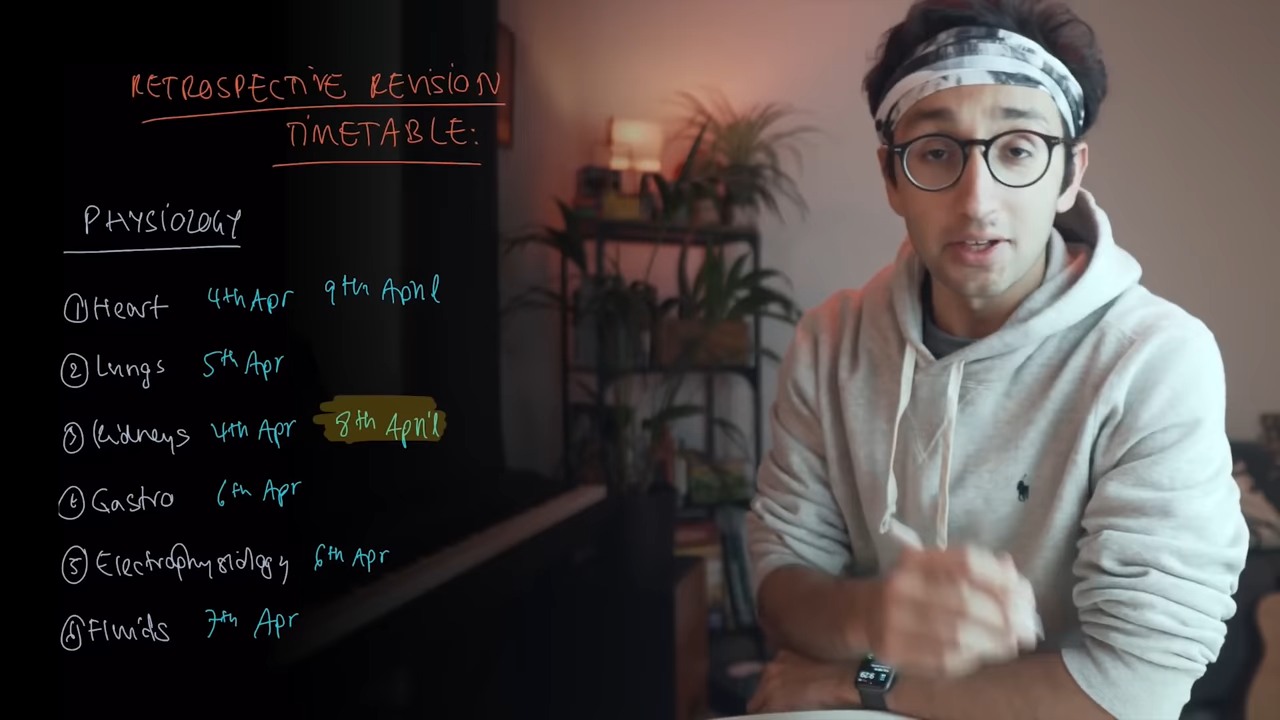 RETROSPECTIVE REVISION
TIMETABLE:
PHYSIOLOGY
① Heart 4th Apr 9th April
② Lungs 5th Apr
③ Kidneys 4th Apr 8th April
④ Gastro 6th Apr
⑤ Electrophysiology 6th Apr
⑥ Fluids 7th Apr